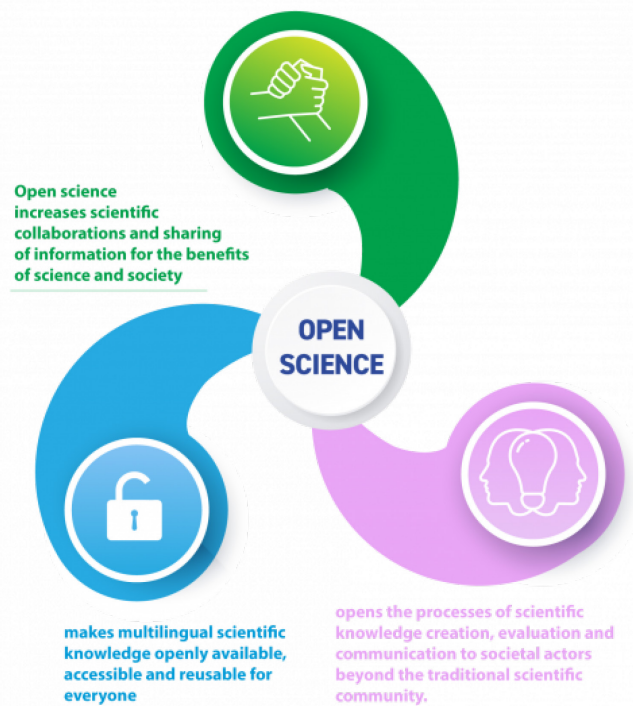 Open science
increases scientific
collaborations and sharing
of information for the benefits
of science and society
OPEN
SCIENCE
makes multilingual scientific
knowledge openly available,
accessible and reusable for
everyone
opens the processes of scientific
knowledge creation, evaluation and
communication to societal actors
beyond the traditional scientific
community.